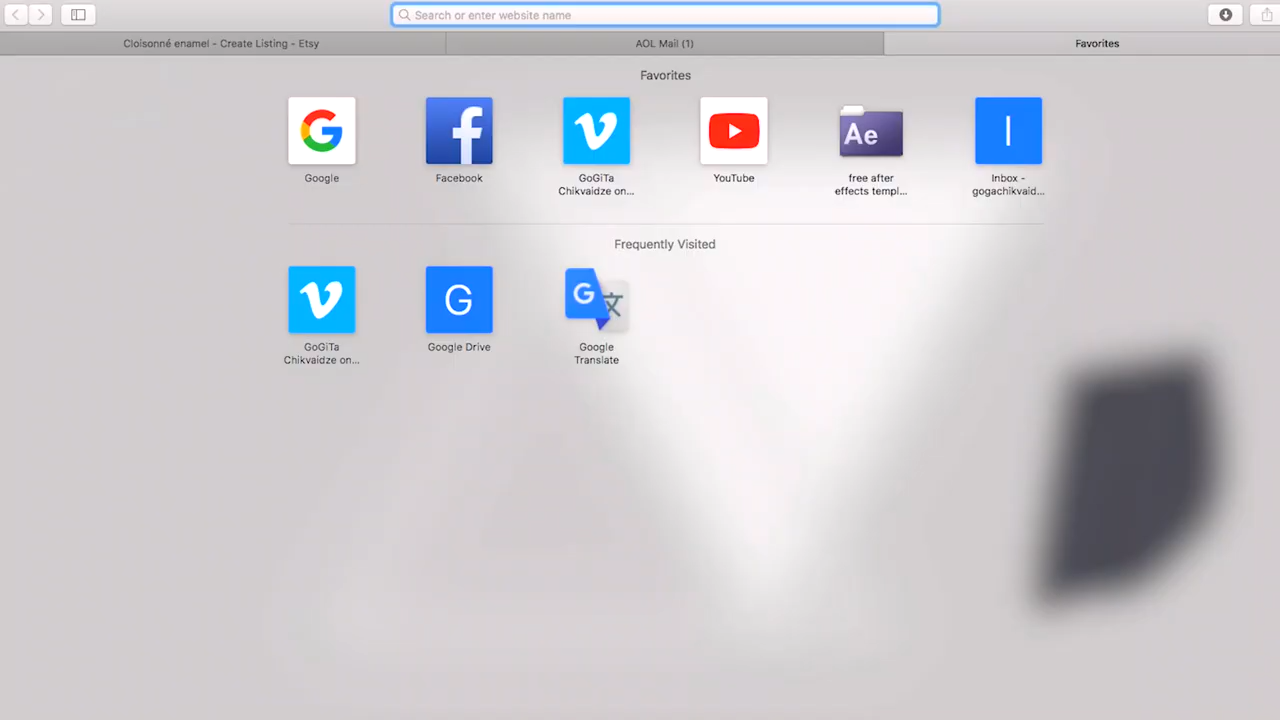 Search or enter website name
Cloisonné enamel - Create Listing - Etsy
AOL Mail (1)
Favorites
Favorites
Google
Facebook
GoGiTa
Chikvaidze on...
YouTube
Ae
free after
effects templ...
I
Inbox -
gogachikvaid...
Frequently Visited
GoGiTa
Chikvaidze on...
G
Google Drive
Google
Translate